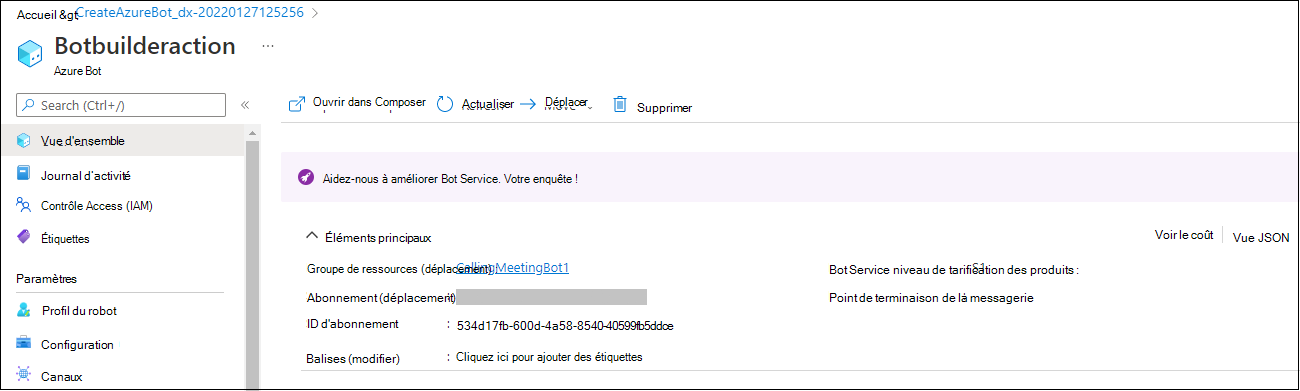 Accueil &gt CreateAzureBot_dx-20220127125256 >
Botbuilderaction ...
Azure Bot
Search (Ctrl+/) «
Ouvrir dans Composer Actualiser Déplacer Supprimer
Vue d'ensemble
Journal d'activité
Contrôle Access (IAM)
Étiquettes
Paramètres
Profil du robot
Configuration
Canaux
Aidez-nous à améliorer Bot Service. Votre enquête !
Éléments principaux Voir le coût Vue JSON
Groupe de ressources (déplacement) CallingMeetingBot1 Bot Service niveau de tarification des produits : S1
Abonnement (déplacement) Point de terminaison de la messagerie
ID d'abonnement : 534d17fb-600d-4a58-8540-40599fb5ddce
Balises (modifier) : Cliquez ici pour ajouter des étiquettes